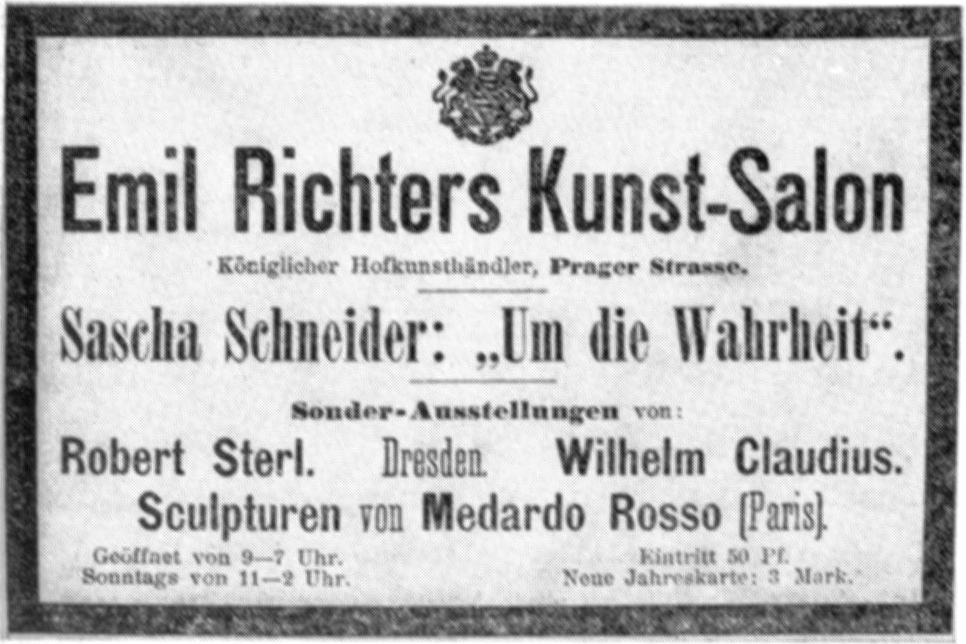 Emil Richters Kunst-Salon
Königlicher Hofkunsthändler, Prager Strasse.
Sascha Schneider: „Um die Wahrheit“.
Sonder-Ausstellungen von:
Robert Sterl. Dresden. Wilhelm Claudius.
Sculpturen von Medardo Rosso (Paris).
Geöffnet von 9—7 Uhr. Eintritt 50 Pf.
Sonntags von 11—2 Uhr. Neue Jahreskarte: 3 Mark.